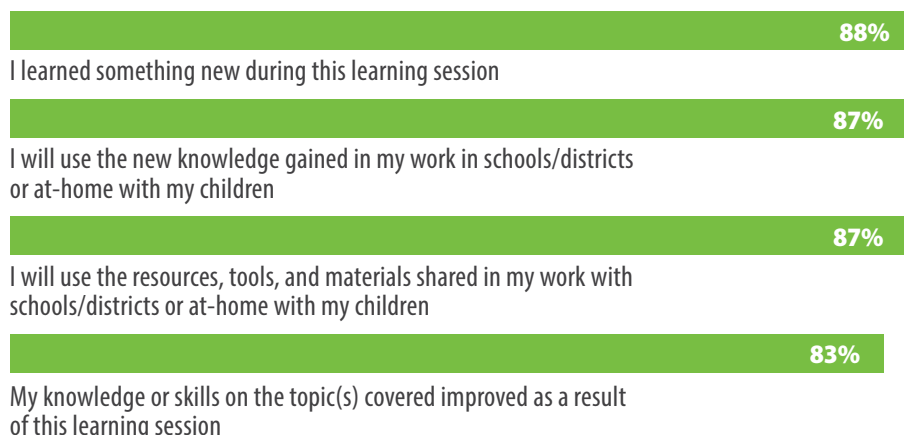 88%
I learned something new during this learning session
87%
I will use the new knowledge gained in my work in schools/districts
or at-home with my children
87%
I will use the resources, tools, and materials shared in my work with
schools/districts or at-home with my children
83%
My knowledge or skills on the topic(s) covered improved as a result
of this learning session